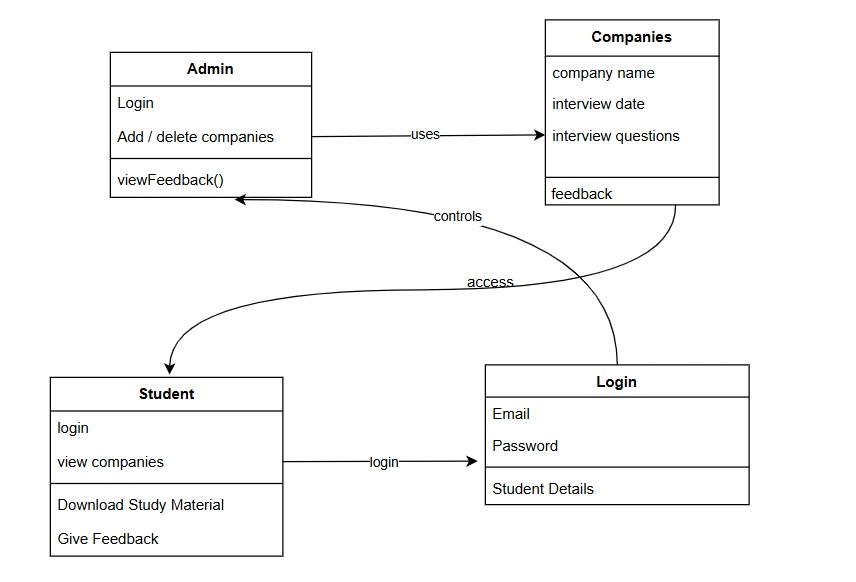 Companies
company name
interview date
interview questions
feedback
Admin
Login
Add / delete companies
viewFeedback()
uses
controls
access
Student
login
view companies
Download Study Material
Give Feedback
login
Login
Email
Password
Student Details